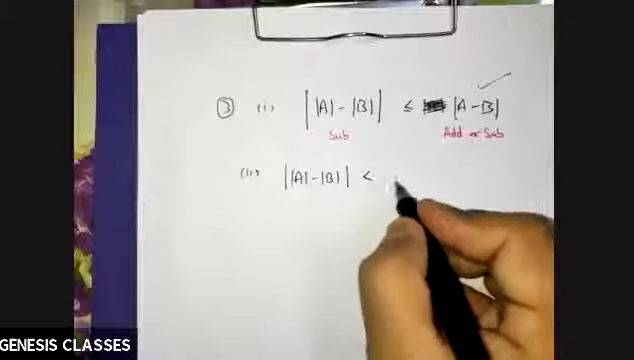 ③ (i) ||A| - |B|| ≤ |A - B|
Sub Add or Sub
(ii) ||A| - |B|| <
GENESIS CLASSES